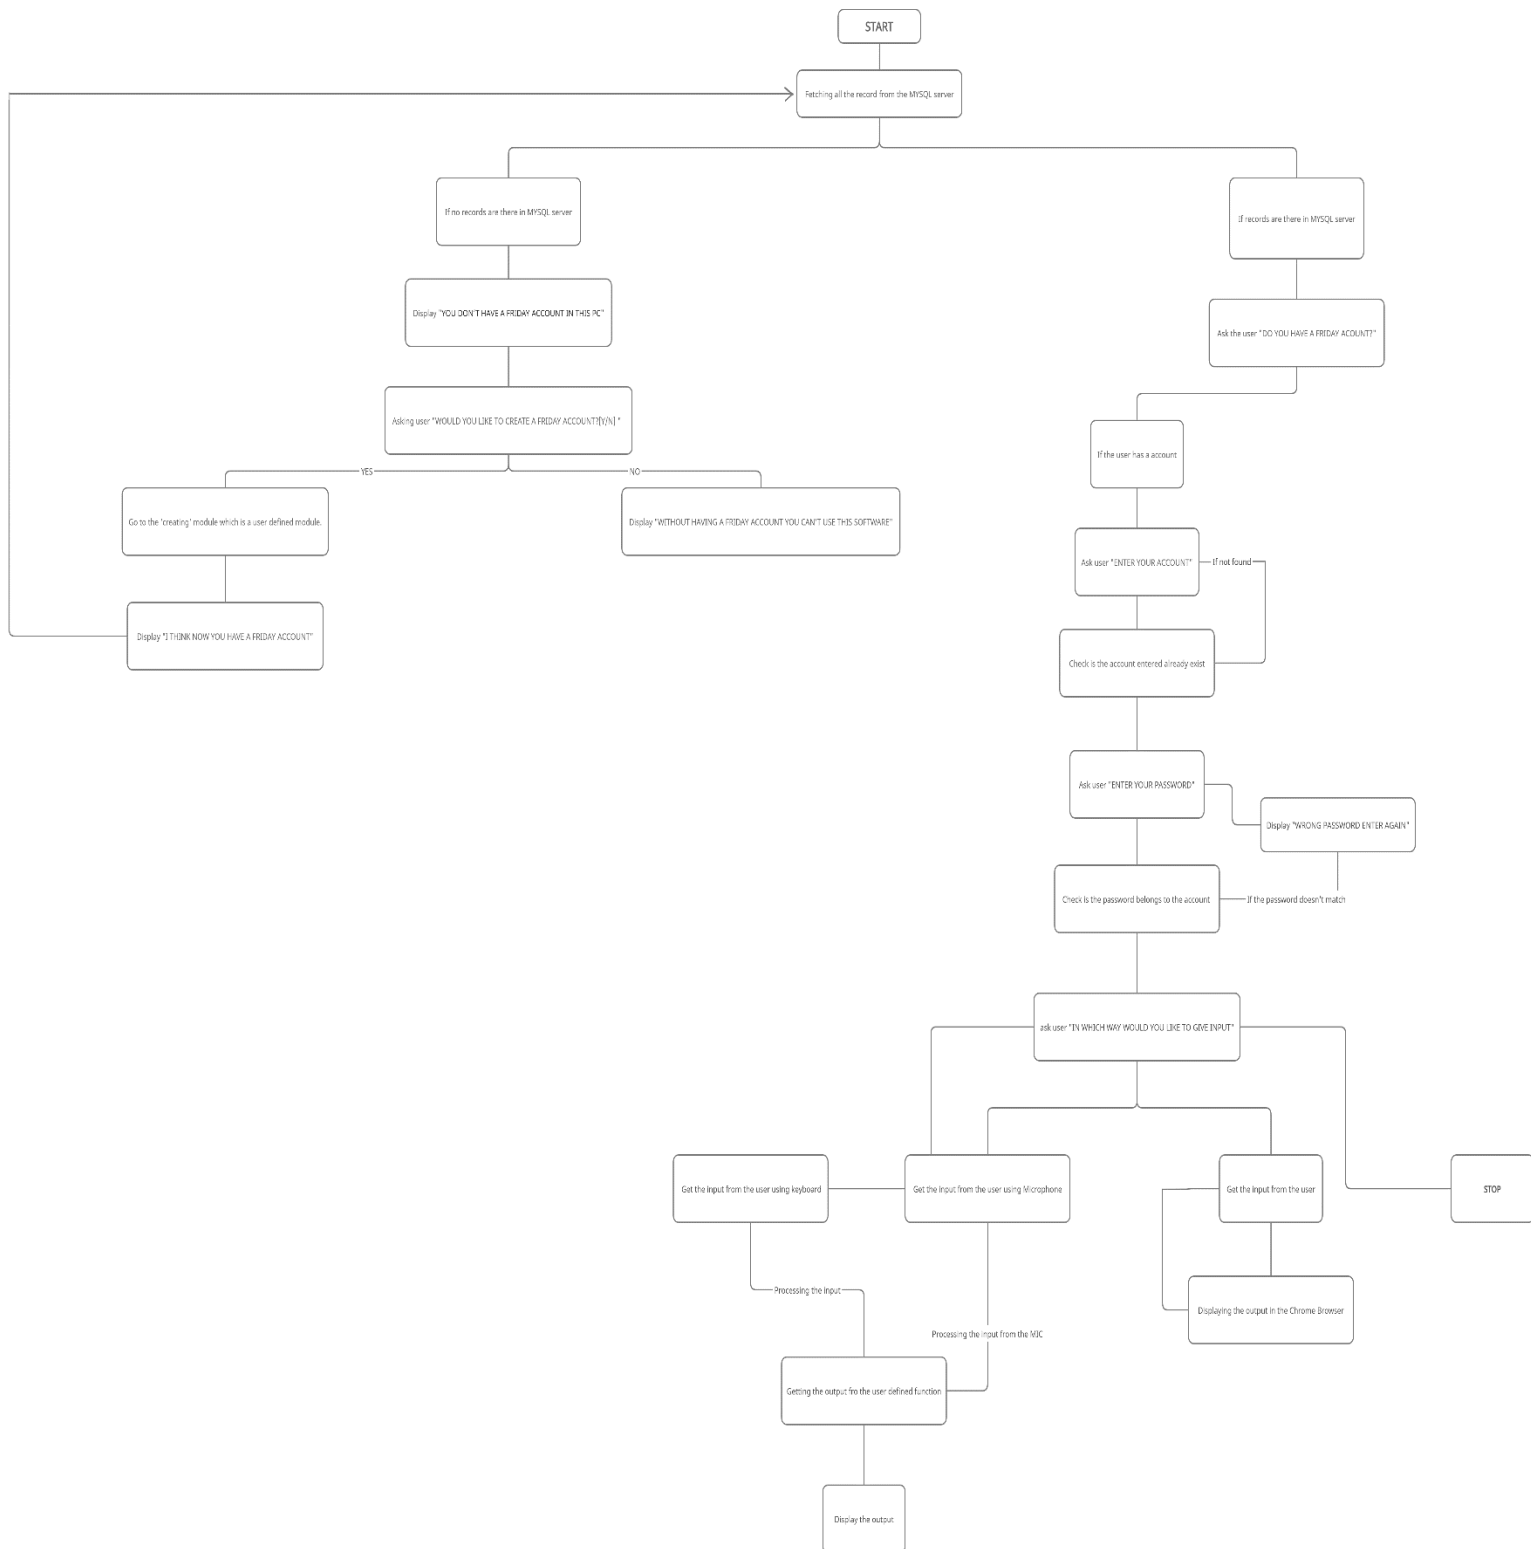 START
Fetching all the record from the MYSQL server
If no records are there in MYSQL server
If records are there in MYSQL server
Display "YOU DON'T HAVE A FRIDAY ACCOUNT IN THIS PC"
Ask the user "DO YOU HAVE A FRIDAY ACOUNT?"
Asking user "WOULD YOU LIKE TO CREATE A FRIDAY ACCOUNT?[Y/N] "
If the user has a account
YES
NO
Go to the 'creating' module which is a user defined module.
Display "WITHOUT HAVING A FRIDAY ACCOUNT YOU CAN'T USE THIS SOFTWARE"
Ask user "ENTER YOUR ACCOUNT"
If not found
Display "I THINK NOW YOU HAVE A FRIDAY ACCOUNT"
Check is the account entered already exist
Ask user "ENTER YOUR PASSWORD"
Display "WRONG PASSWORD ENTER AGAIN"
Check is the password belongs to the account
If the password doesn't match
ask user "IN WHICH WAY WOULD YOU LIKE TO GIVE INPUT"
Get the input from the user using keyboard
Get the input from the user using Microphone
Get the input from the user
STOP
Processing the input
Displaying the output in the Chrome Browser
Processing the input from the MIC
Getting the output fro the user defined function
Display the output